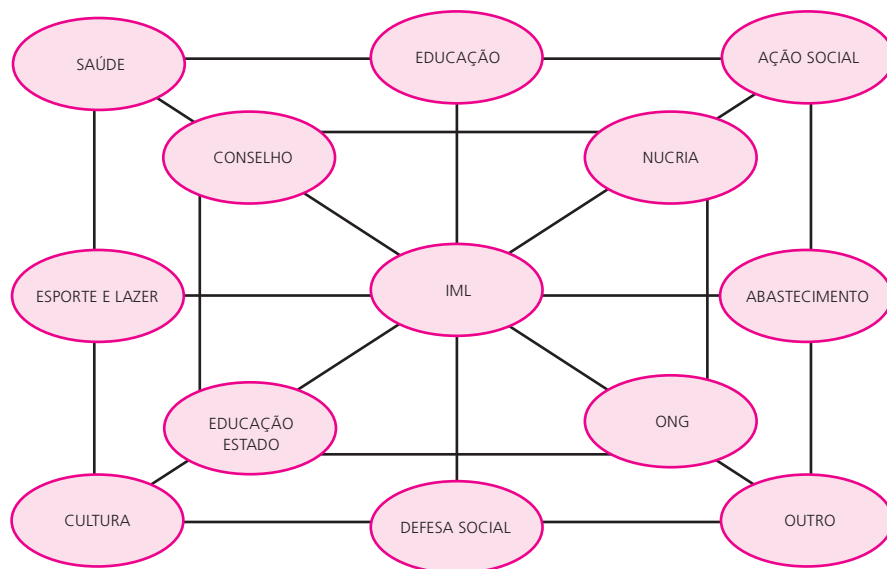 SAÚDE
EDUCAÇÃO
AÇÃO SOCIAL
CONSELHO
NUCRIA
ESPORTE E LAZER
IML
ABASTECIMENTO
EDUCAÇÃO
ESTADO
ONG
CULTURA
DEFESA SOCIAL
OUTRO